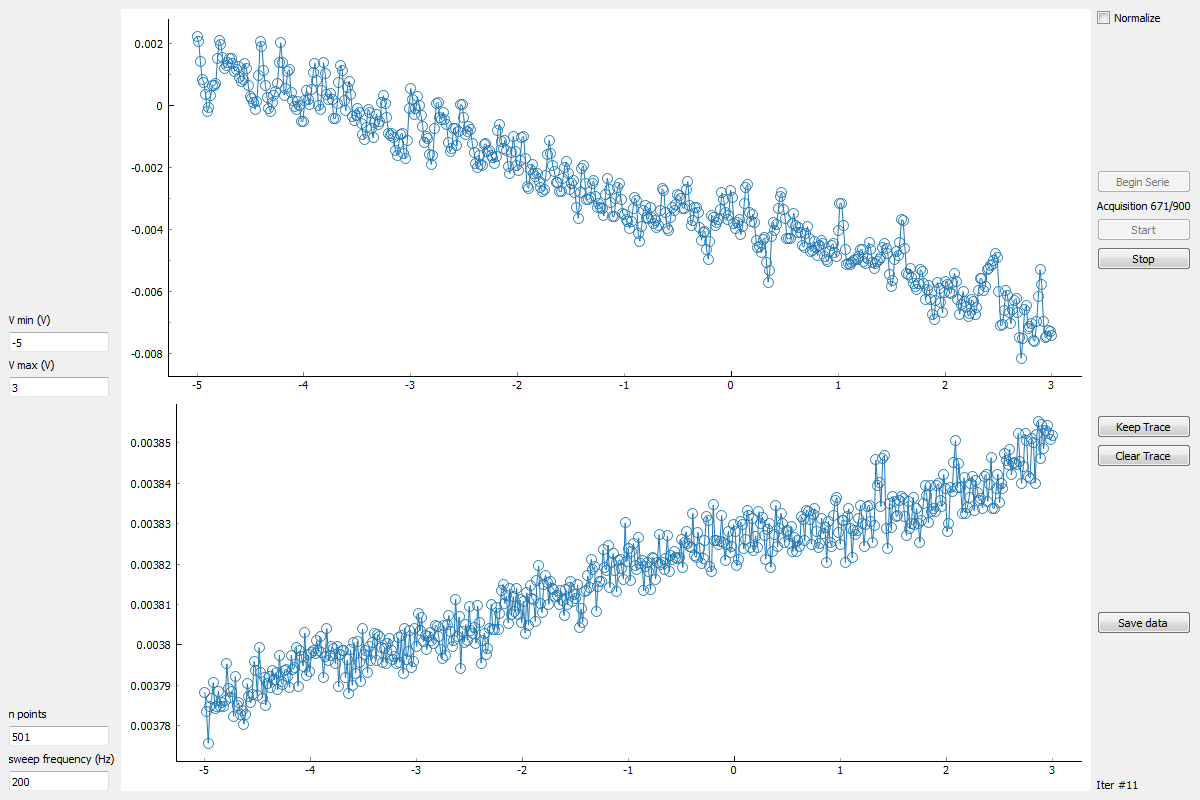 Normalize
0.002
0
-0.002
-0.004
-0.006
-0.008
-5 -4 -3 -2 -1 0 1 2 3
Begin Serie
Acquisition 671/900
Start
Stop
V min (V)
-5
V max (V)
3
0.00385
0.00384
0.00383
0.00382
0.00381
0.0038
0.00379
0.00378
-5 -4 -3 -2 -1 0 1 2 3
Keep Trace
Clear Trace
Save data
n points
501
sweep frequency (Hz)
200
Iter #11